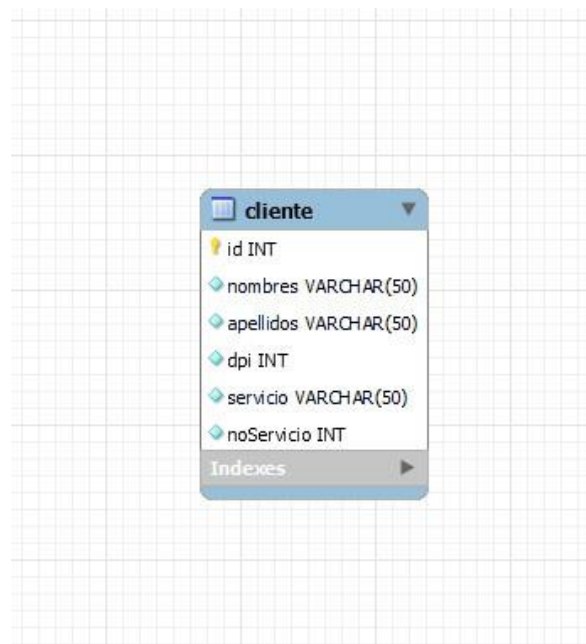 cliente
id INT
nombres VARCHAR(50)
apellidos VARCHAR(50)
dpi INT
servicio VARCHAR(50)
noServicio INT
Indexes